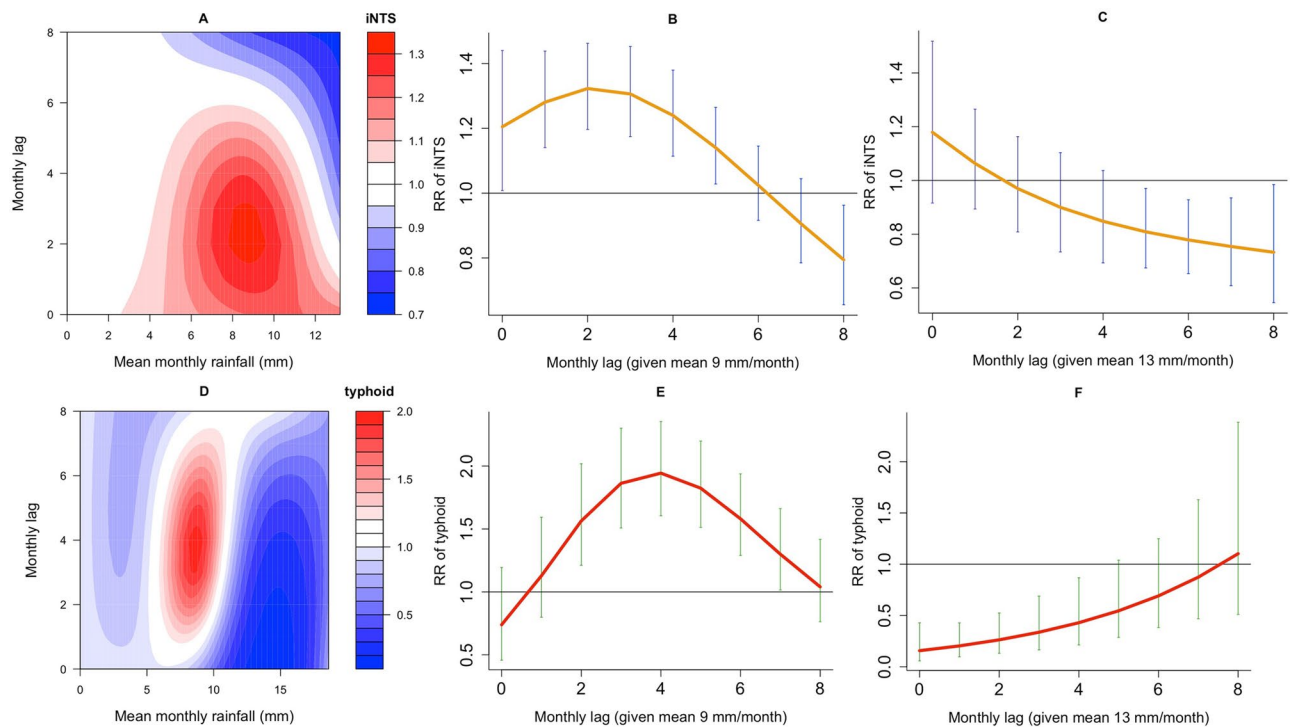 A
iNTS
8
6
4
2
0
Monthly lag
0 2 4 6 8 10 12
Mean monthly rainfall (mm)
1.3
1.2
1.1
1.0
0.9
0.8
0.7
B
1.4
1.2
1.0
0.8
RR of iNTS
0 2 4 6 8
Monthly lag (given mean 9 mm/month)
C
1.4
1.2
1.0
0.8
0.6
RR of iNTS
0 2 4 6 8
Monthly lag (given mean 13 mm/month)
D
typhoid
8
6
4
2
0
Monthly lag
0 5 10 15
Mean monthly rainfall (mm)
2.0
1.5
1.0
0.5
E
2.0
1.5
1.0
0.5
RR of typhoid
0 2 4 6 8
Monthly lag (given mean 9 mm/month)
F
2.0
1.5
1.0
0.5
0.0
RR of typhoid
0 2 4 6 8
Monthly lag (given mean 13 mm/month)